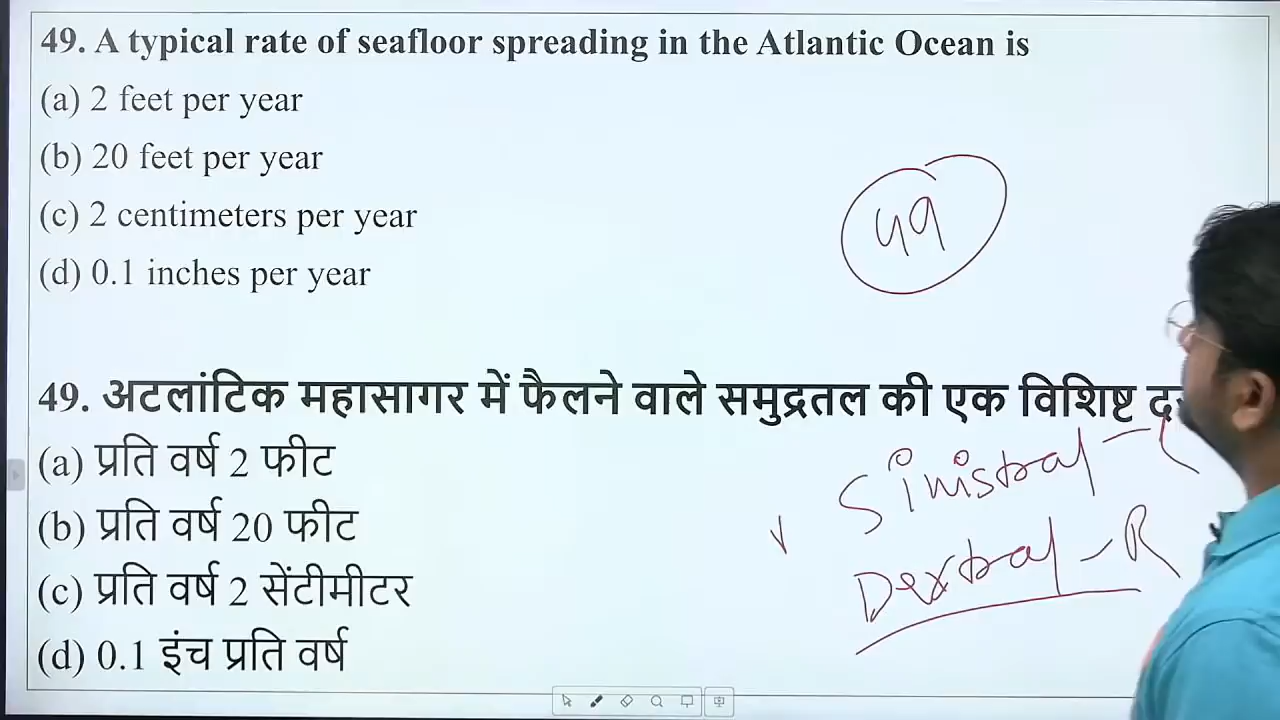 49. A typical rate of seafloor spreading in the Atlantic Ocean is
(a) 2 feet per year
(b) 20 feet per year
(c) 2 centimeters per year
(d) 0.1 inches per year
49
49. अटलांटिक महासागर में फैलने वाले समुद्रतल की एक विशिष्ट
(a) प्रति वर्ष 2 फीट
(b) प्रति वर्ष 20 फीट
(c) प्रति वर्ष 2 सेंटीमीटर
(d) 0.1 इंच प्रति वर्ष
Sinistral - L
Dextral - R